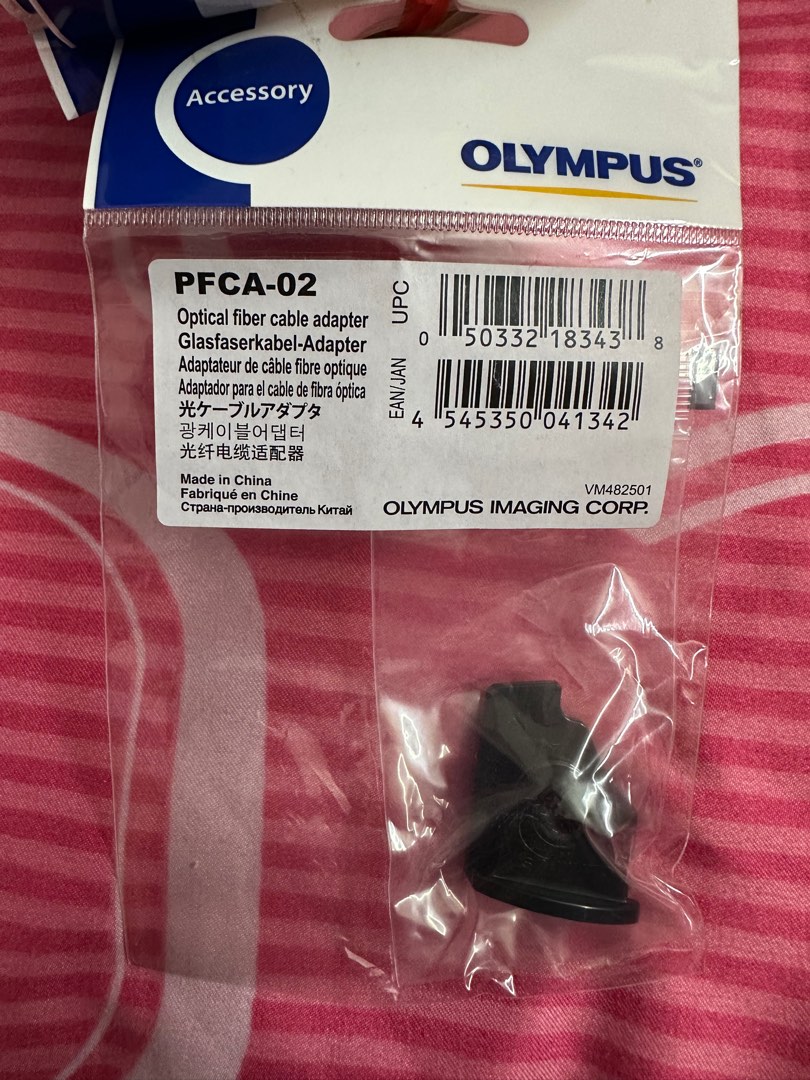 Accessory
OLYMPUS®
PFCA-02
Optical fiber cable adapter
Glasfaserkabel-Adapter
Adaptateur de câble fibre optique
Adaptador para el cable de fibra óptica
光ケーブルアダプタ
광케이블어댑터
光纤电缆适配器
Made in China
Fabriqué en Chine
Страна-производитель Китай
UPC
0 50332 18343 8
EAN/JAN
4 545350 041342
VM482501
OLYMPUS IMAGING CORP.